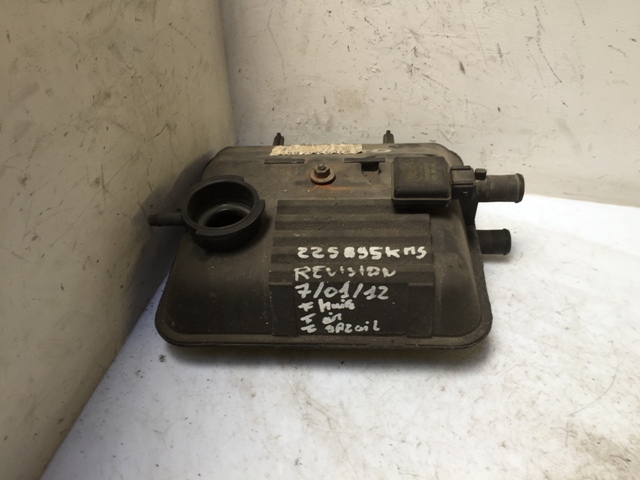 225895KMS
REVISION
7/01/12
F Huile
F air
F gazoil